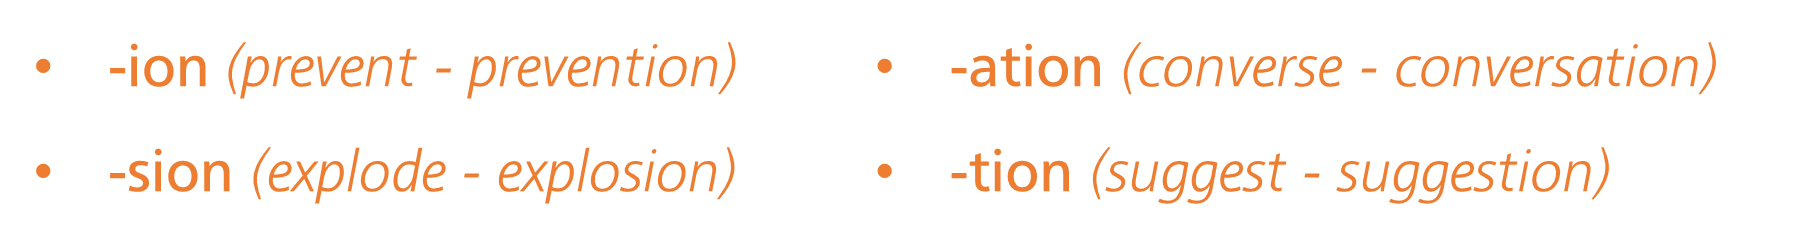 • -ion (prevent - prevention)
• -sion (explode - explosion)
• -ation (converse - conversation)
• -tion (suggest - suggestion)